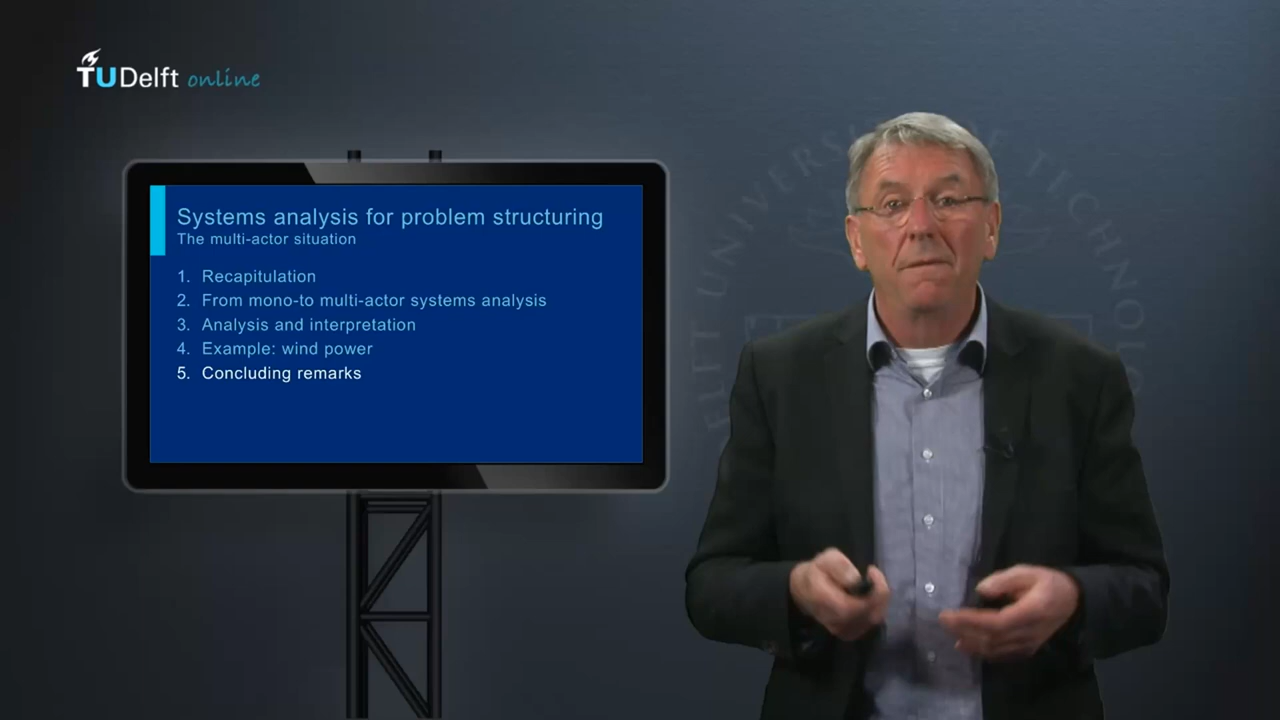 TUDelft online
Systems analysis for problem structuring
The multi-actor situation
1. Recapitulation
2. From mono-to multi-actor systems analysis
3. Analysis and interpretation
4. Example: wind power
5. Concluding remarks